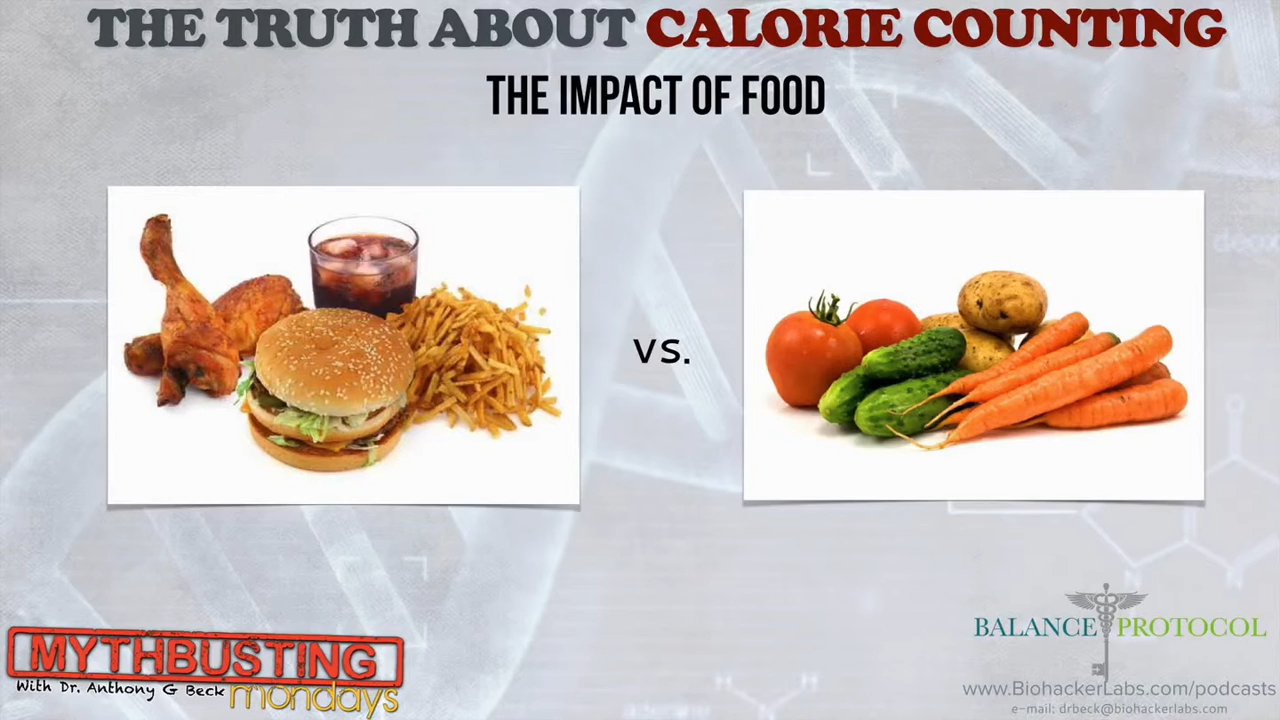 THE TRUTH ABOUT CALORIE COUNTING
THE IMPACT OF FOOD
vs.
MYTHBUSTING
With Dr. Anthony G Beck
mondays
BALANCE PROTOCOL
www.BiohackerLabs.com/podcasts
e-mail: drbeck@biohackerlabs.com